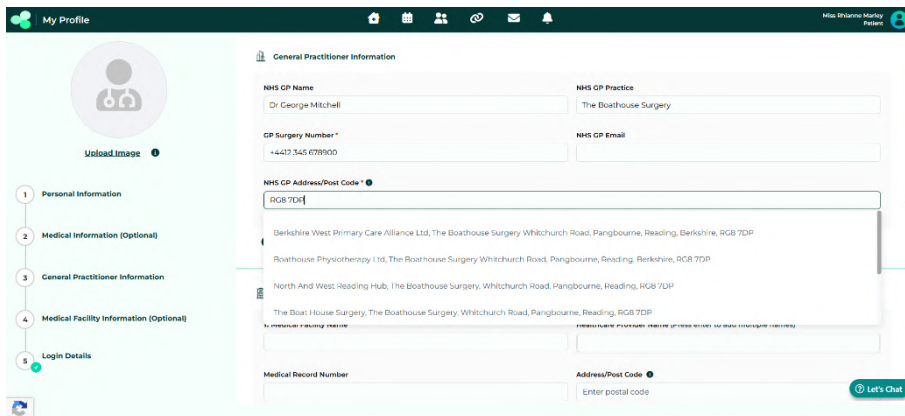 My Profile
Miss Rhianne Marley
Patient
Upload Image
1 Personal Information
2 Medical Information (Optional)
3 General Practitioner Information
4 Medical Facility Information (Optional)
5 Login Details
General Practitioner Information
NHS GP Name
NHS GP Practice
Dr George Mitchell
The Boathouse Surgery
GP Surgery Number *
NHS GP Email
+4412 345 678900
NHS GP Address/Post Code *
RG8 7DP
Berkshire West Primary Care Alliance Ltd, The Boathouse Surgery Whitchurch Road, Pangbourne, Reading, Berkshire, RG8 7DP
Boathouse Physiotherapy Ltd, The Boathouse Surgery Whitchurch Road, Pangbourne, Reading, Berkshire, RG8 7DP
North And West Reading Hub, The Boathouse Surgery, Whitchurch Road, Pangbourne, Reading, RG8 7DP
The Boat House Surgery, The Boathouse Surgery, Whitchurch Road, Pangbourne, Reading, RG8 7DP
1. Medical Facility Name
Healthcare Provider Name (Press enter to add multiple names)
Medical Record Number
Address/Post Code
Enter postal code
Let's Chat